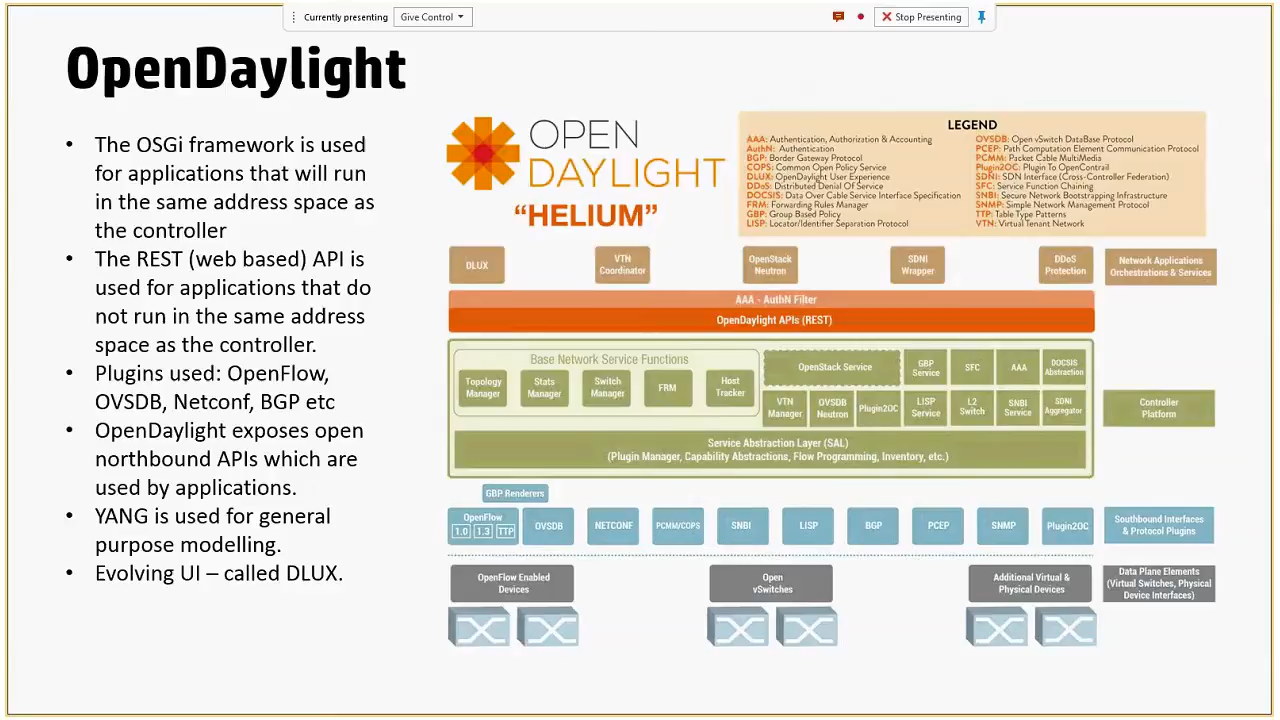 Currently presenting
Give Control
Stop Presenting
OpenDaylight
• The OSGi framework is used
for applications that will run
in the same address space as
the controller
• The REST (web based) API is
used for applications that do
not run in the same address
space as the controller.
• Plugins used: OpenFlow,
OVSDB, Netconf, BGP etc
• OpenDaylight exposes open
northbound APIs which are
used by applications.
• YANG is used for general
purpose modelling.
• Evolving UI – called DLUX.
OPEN
DAYLIGHT
“HELIUM”
LEGEND
AAA: Authentication, Authorization & Accounting
AuthN: Authentication
BGP: Border Gateway Protocol
COPS: Common Open Policy Service
DLUX: OpenDaylight User Experience
DDoS: Distributed Denial Of Service
DOCSIS: Data Over Cable Service Interface Specification
FRM: Forwarding Rules Manager
GBP: Group Based Policy
LISP: Locator/Identifier Separation Protocol
OVSDB: Open vSwitch DataBase Protocol
PCEP: Path Computation Element Communication Protocol
PCMM: Packet Cable MultiMedia
Plugin2OC: Plugin To OpenContrail
SDNI: SDN Interface (Cross-Controller Federation)
SFC: Service Function Chaining
SNBI: Secure Network Bootstrapping Infrastructure
SNMP: Simple Network Management Protocol
TTP: Table Type Patterns
VTN: Virtual Tenant Network
DLUX
VTN
Coordinator
OpenStack
Neutron
SDNI
Wrapper
DDoS
Protection
Network Applications
Orchestrations & Services
AAA - AuthN Filter
OpenDaylight APIs (REST)
Base Network Service Functions
Topology
Manager
Stats
Manager
Switch
Manager
FRM
Host
Tracker
OpenStack Service
GBP
Service
SFC
AAA
DOCSIS
Abstraction
VTN
Manager
OVSDB
Neutron
Plugin2OC
LISP
Service
L2
Switch
SNBI
Service
SDNI
Aggregator
Controller
Platform
Service Abstraction Layer (SAL)
(Plugin Manager, Capability Abstractions, Flow Programming, Inventory, etc.)
GBP Renderers
OpenFlow
1.0 1.3 TTP
OVSDB
NETCONF
PCMM/COPS
SNBI
LISP
BGP
PCEP
SNMP
Plugin2OC
Southbound Interfaces
& Protocol Plugins
OpenFlow Enabled
Devices
Open
vSwitches
Additional Virtual &
Physical Devices
Data Plane Elements
(Virtual Switches, Physical
Device Interfaces)